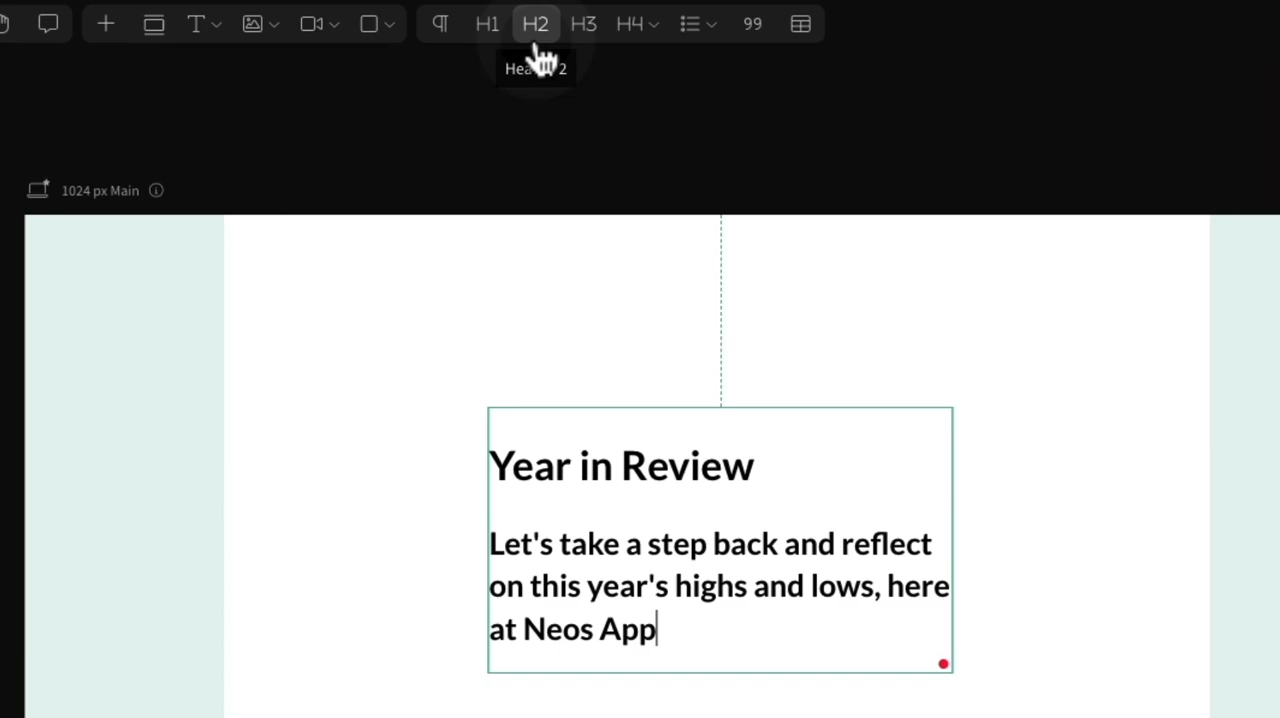 H1 H2 H3 H4 99
2
1024 px Main
Year in Review
Let's take a step back and reflect
on this year's highs and lows, here
at Neos App